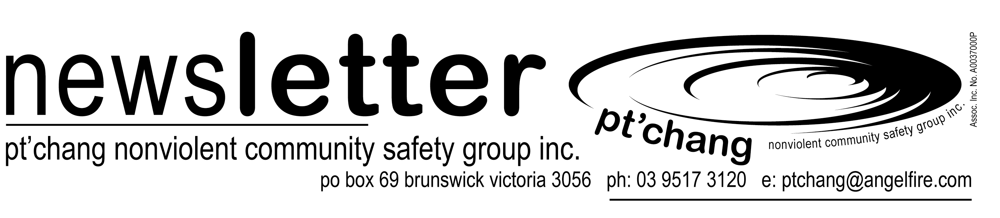 newsletter
pt’chang nonviolent community safety group inc.
po box 69 brunswick victoria 3056 ph: 03 9517 3120 e: ptchang@angelfire.com
pt’chang
nonviolent community safety group inc.
Assoc. Inc. No. A0037000P